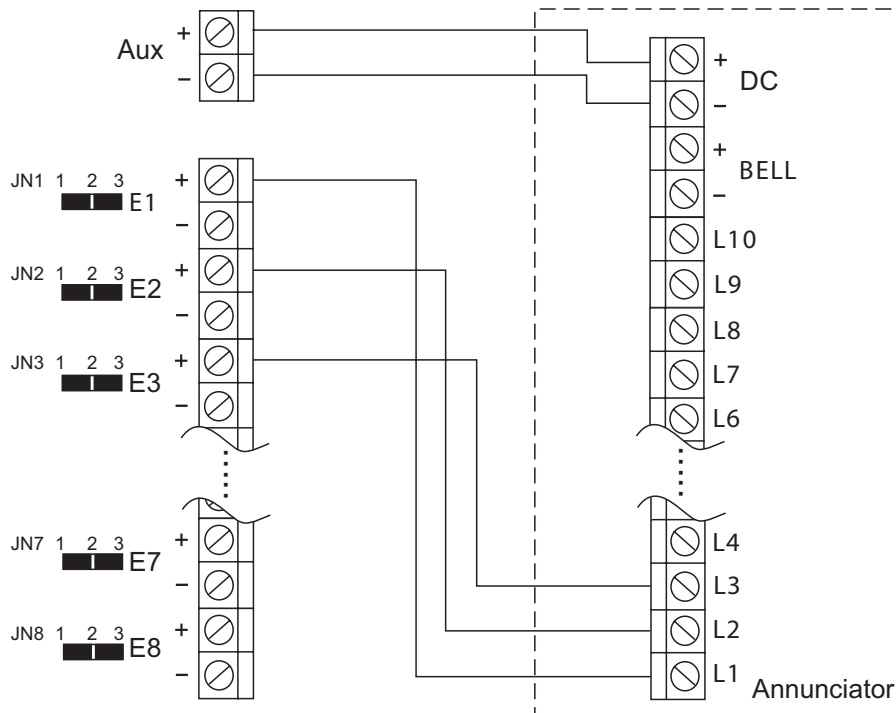 Aux + −
JN1 1 2 3 E1 + −
JN2 1 2 3 E2 + −
JN3 1 2 3 E3 + −
JN7 1 2 3 E7 + −
JN8 1 2 3 E8 + −
+ DC −
+ BELL −
L10
L9
L8
L7
L6
L4
L3
L2
L1
Annunciator